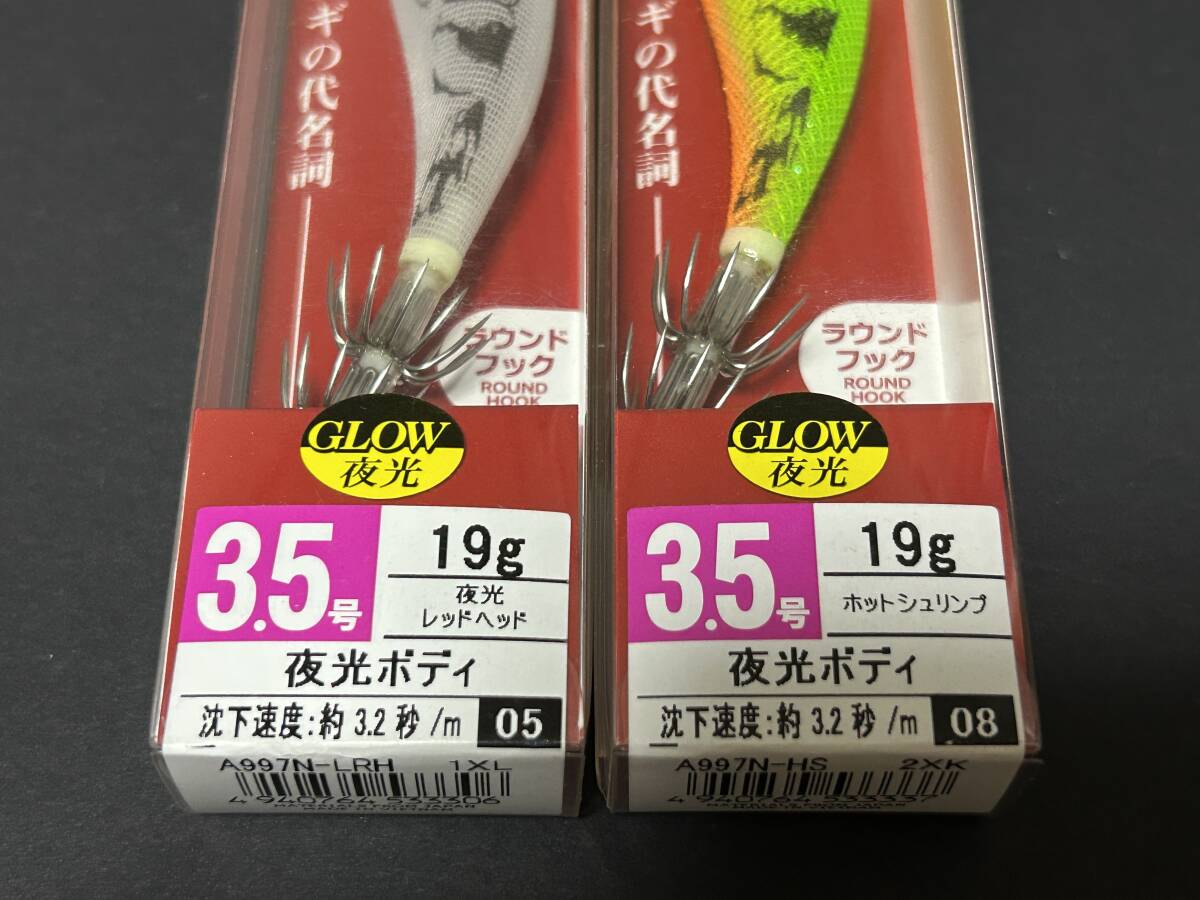 ギの代名詞
ラウンド
フック
ROUND
HOOK
GLOW
夜光
3.5号
19g
夜光
レッドヘッド
夜光ボディ
沈下速度:約3.2秒/m
05
A997N-LRH 1XL
4940764533306
ギの代名詞
ラウンド
フック
ROUND
HOOK
GLOW
夜光
3.5号
19g
ホットシュリンプ
夜光ボディ
沈下速度:約3.2秒/m
08
A997N-HS 2XK
4940764533337